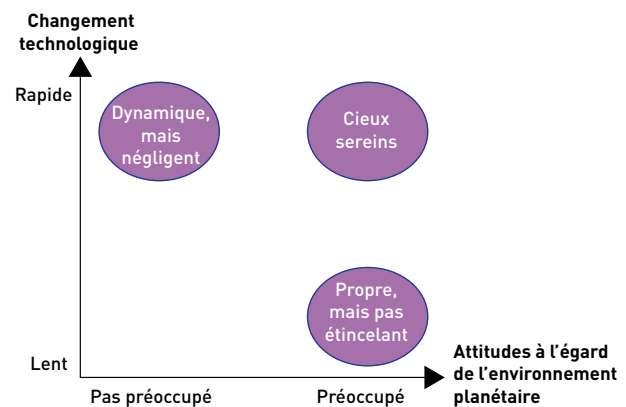 Changement
technologique
Rapide
Dynamique,
mais
négligent
Cieux
sereins
Propre,
mais pas
étincelant
Lent
Attitudes à l’égard
de l’environnement
planétaire
Pas préoccupé
Préoccupé